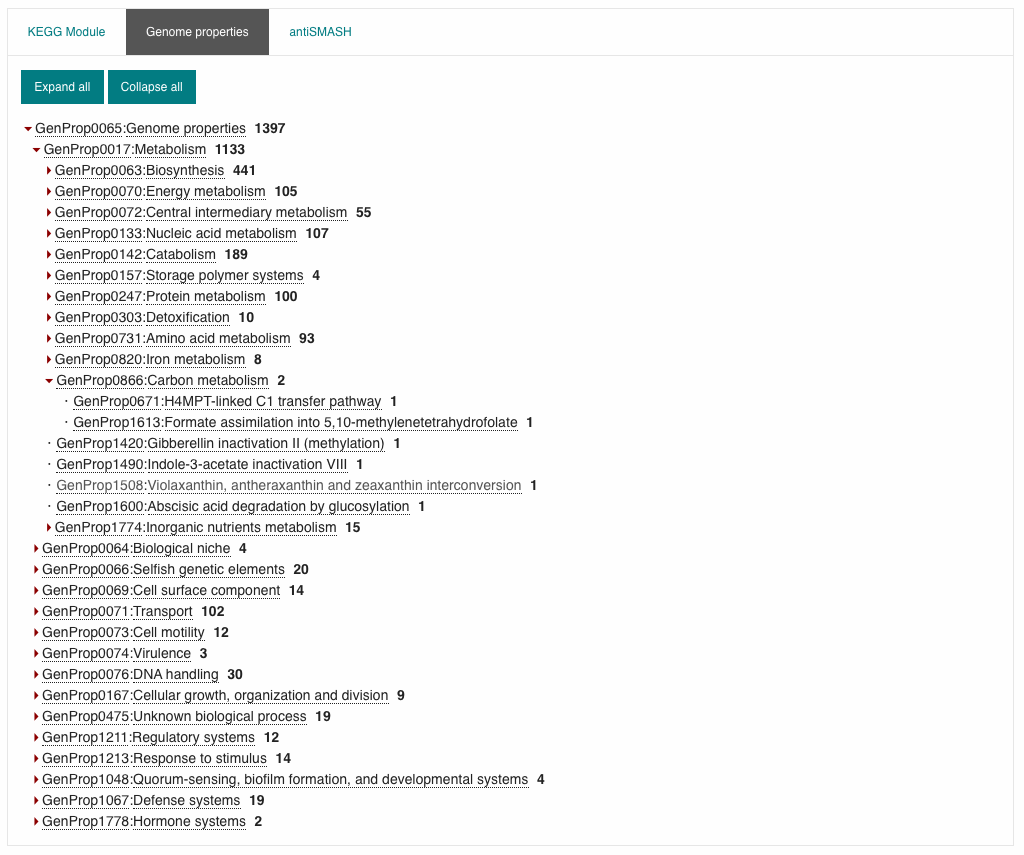 KEGG Module Genome properties antiSMASH
Expand all Collapse all
GenProp0065:Genome properties 1397
GenProp0017:Metabolism 1133
GenProp0063:Biosynthesis 441
GenProp0070:Energy metabolism 105
GenProp0072:Central intermediary metabolism 55
GenProp0133:Nucleic acid metabolism 107
GenProp0142:Catabolism 189
GenProp0157:Storage polymer systems 4
GenProp0247:Protein metabolism 100
GenProp0303:Detoxification 10
GenProp0731:Amino acid metabolism 93
GenProp0820:Iron metabolism 8
GenProp0866:Carbon metabolism 2
· GenProp0671:H4MPT-linked C1 transfer pathway 1
· GenProp1613:Formate assimilation into 5,10-methylenetetrahydrofolate 1
· GenProp1420:Gibberellin inactivation II (methylation) 1
· GenProp1490:Indole-3-acetate inactivation VIII 1
· GenProp1508:Violaxanthin, antheraxanthin and zeaxanthin interconversion 1
· GenProp1600:Abscisic acid degradation by glucosylation 1
GenProp1774:Inorganic nutrients metabolism 15
GenProp0064:Biological niche 4
GenProp0066:Selfish genetic elements 20
GenProp0069:Cell surface component 14
GenProp0071:Transport 102
GenProp0073:Cell motility 12
GenProp0074:Virulence 3
GenProp0076:DNA handling 30
GenProp0167:Cellular growth, organization and division 9
GenProp0475:Unknown biological process 19
GenProp1211:Regulatory systems 12
GenProp1213:Response to stimulus 14
GenProp1048:Quorum-sensing, biofilm formation, and developmental systems 4
GenProp1067:Defense systems 19
GenProp1778:Hormone systems 2